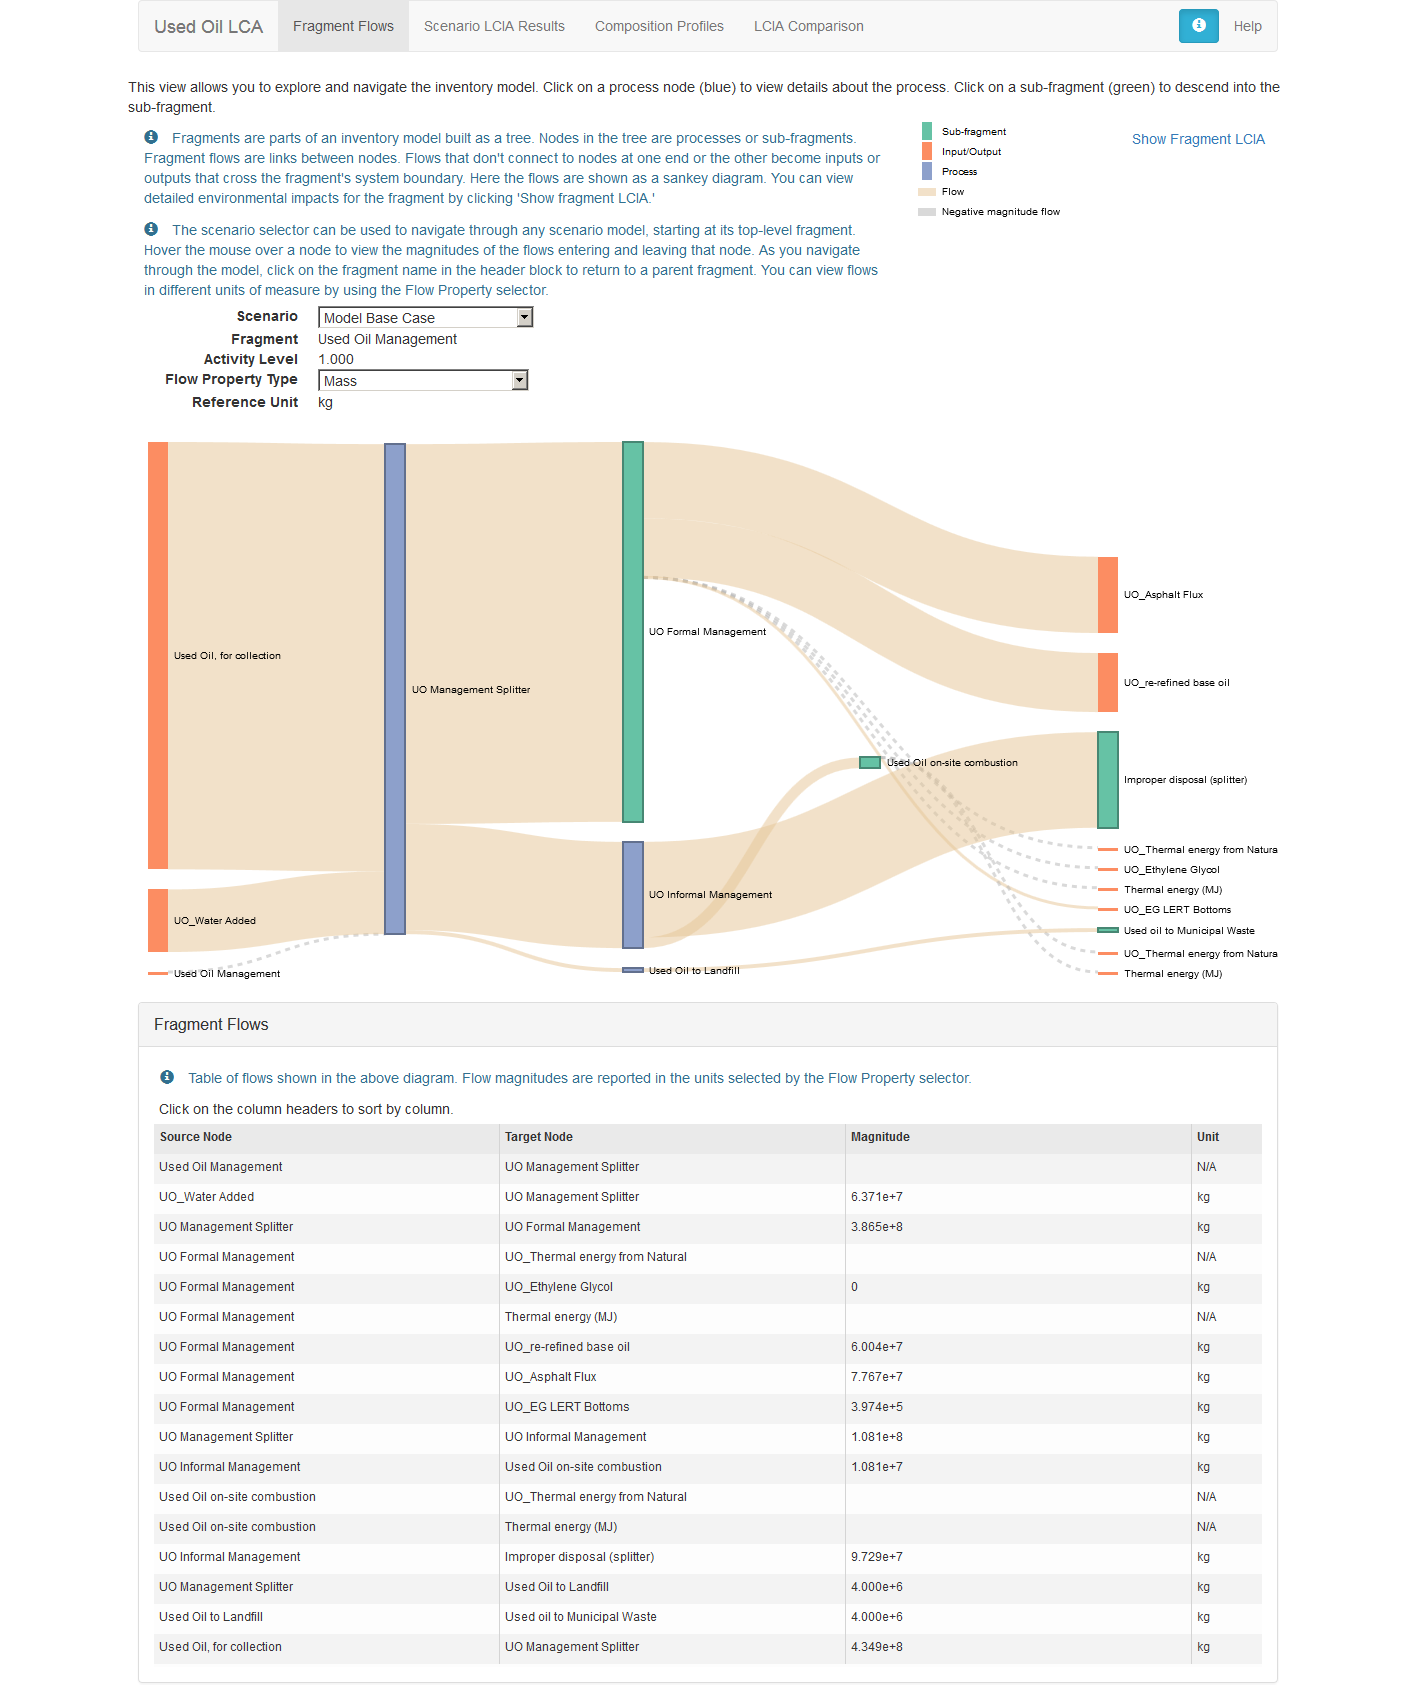 Used Oil LCA Fragment Flows Scenario LCIA Results Composition Profiles LCIA Comparison Help
This view allows you to explore and navigate the inventory model. Click on a process node (blue) to view details about the process. Click on a sub-fragment (green) to descend into the
sub-fragment.
Fragments are parts of an inventory model built as a tree. Nodes in the tree are processes or sub-fragments.
Fragment flows are links between nodes. Flows that don't connect to nodes at one end or the other become inputs or
outputs that cross the fragment's system boundary. Here the flows are shown as a sankey diagram. You can view
detailed environmental impacts for the fragment by clicking 'Show fragment LCIA.'
The scenario selector can be used to navigate through any scenario model, starting at its top-level fragment.
Hover the mouse over a node to view the magnitudes of the flows entering and leaving that node. As you navigate
through the model, click on the fragment name in the header block to return to a parent fragment. You can view flows
in different units of measure by using the Flow Property selector.
Sub-fragment
Input/Output
Process
Flow
Negative magnitude flow
Show Fragment LCIA
Scenario Model Base Case
Fragment Used Oil Management
Activity Level 1.000
Flow Property Type Mass
Reference Unit kg
Used Oil, for collection
UO_Water Added
Used Oil Management
UO Management Splitter
UO Formal Management
UO Informal Management
Used Oil to Landfill
Used Oil on-site combustion
UO_Asphalt Flux
UO_re-refined base oil
Improper disposal (splitter)
UO_Thermal energy from Natura
UO_Ethylene Glycol
Thermal energy (MJ)
UO_EG LERT Bottoms
Used oil to Municipal Waste
UO_Thermal energy from Natura
Thermal energy (MJ)
Fragment Flows
Table of flows shown in the above diagram. Flow magnitudes are reported in the units selected by the Flow Property selector.
Click on the column headers to sort by column.
Source Node Target Node Magnitude Unit
Used Oil Management UO Management Splitter N/A
UO_Water Added UO Management Splitter 6.371e+7 kg
UO Management Splitter UO Formal Management 3.865e+8 kg
UO Formal Management UO_Thermal energy from Natural N/A
UO Formal Management UO_Ethylene Glycol 0 kg
UO Formal Management Thermal energy (MJ) N/A
UO Formal Management UO_re-refined base oil 6.004e+7 kg
UO Formal Management UO_Asphalt Flux 7.767e+7 kg
UO Formal Management UO_EG LERT Bottoms 3.974e+5 kg
UO Management Splitter UO Informal Management 1.081e+8 kg
UO Informal Management Used Oil on-site combustion 1.081e+7 kg
Used Oil on-site combustion UO_Thermal energy from Natural N/A
Used Oil on-site combustion Thermal energy (MJ) N/A
UO Informal Management Improper disposal (splitter) 9.729e+7 kg
UO Management Splitter Used Oil to Landfill 4.000e+6 kg
Used Oil to Landfill Used oil to Municipal Waste 4.000e+6 kg
Used Oil, for collection UO Management Splitter 4.349e+8 kg